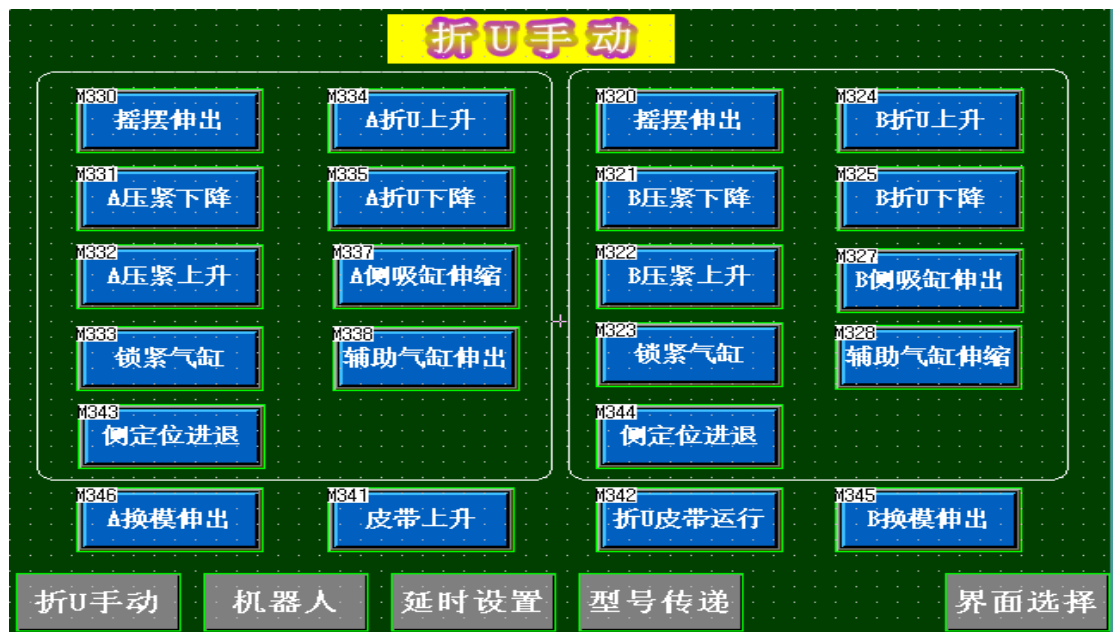 折U手动
M330
摇摆伸出
M334
A折U上升
M320
摇摆伸出
M324
B折U上升
M331
A压紧下降
M335
A折U下降
M321
B压紧下降
M325
B折U下降
M332
A压紧上升
M337
A侧吸缸伸缩
M322
B压紧上升
M327
B侧吸缸伸出
M333
锁紧气缸
M338
辅助气缸伸出
M323
锁紧气缸
M328
辅助气缸伸缩
M343
侧定位进退
M344
侧定位进退
M346
A换模伸出
M341
皮带上升
M342
折U皮带运行
M345
B换模伸出
折U手动
机器人
延时设置
型号传递
界面选择